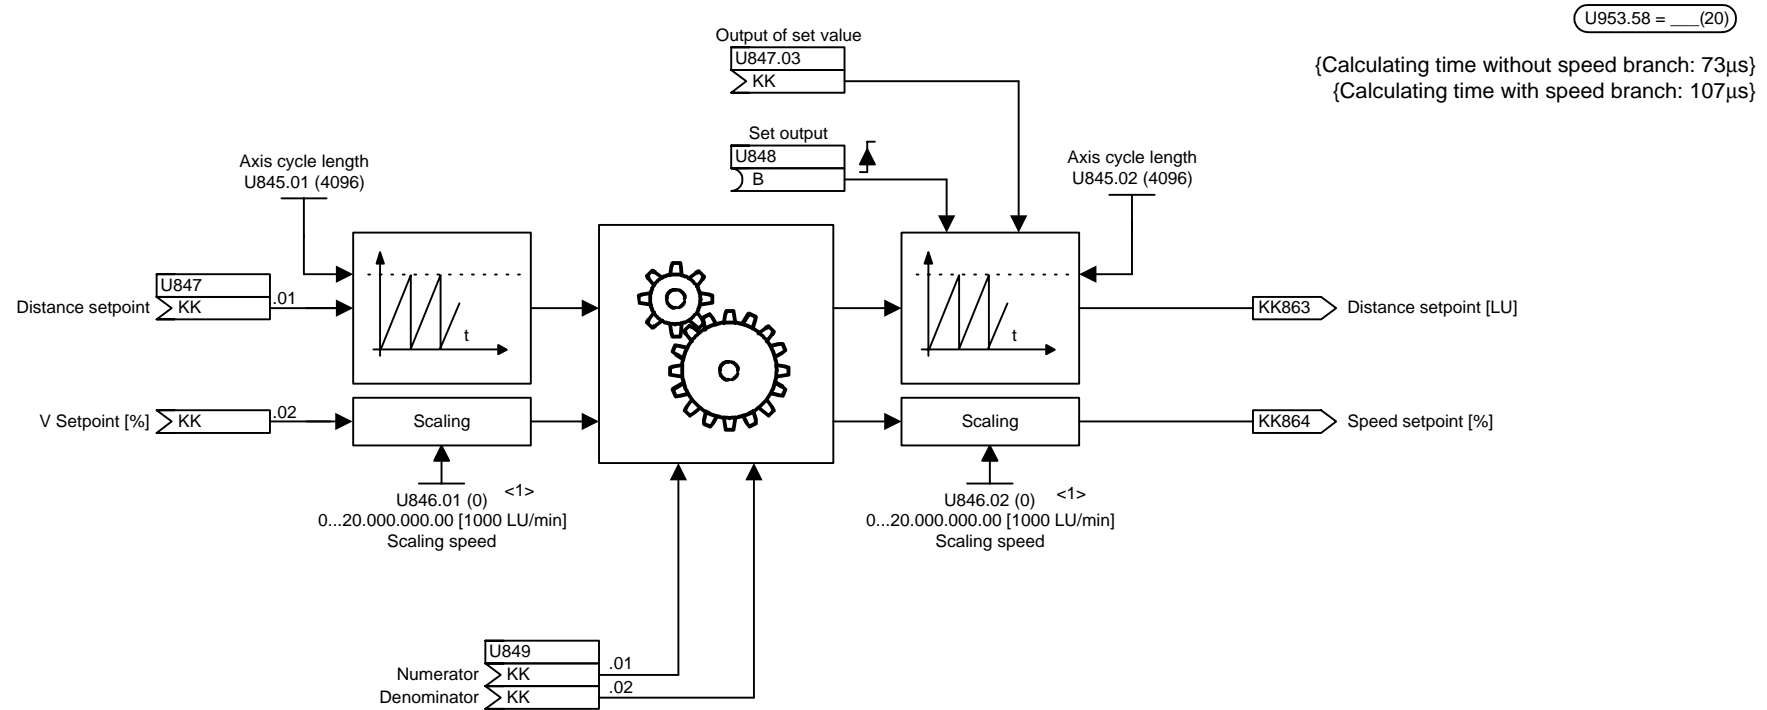 U953.58 = ___(20)
{Calculating time without speed branch: 73µs}
{Calculating time with speed branch: 107µs}
Output of set value
U847.03
KK
Set output
U848
B
Axis cycle length
U845.01 (4096)
Axis cycle length
U845.02 (4096)
U847
Distance setpoint
KK
.01
t
t
KK863
Distance setpoint [LU]
V Setpoint [%]
KK
.02
Scaling
Scaling
KK864
Speed setpoint [%]
U846.01 (0) <1>
0...20.000.000.00 [1000 LU/min]
Scaling speed
U846.02 (0) <1>
0...20.000.000.00 [1000 LU/min]
Scaling speed
U849
Numerator
KK
.01
Denominator
KK
.02